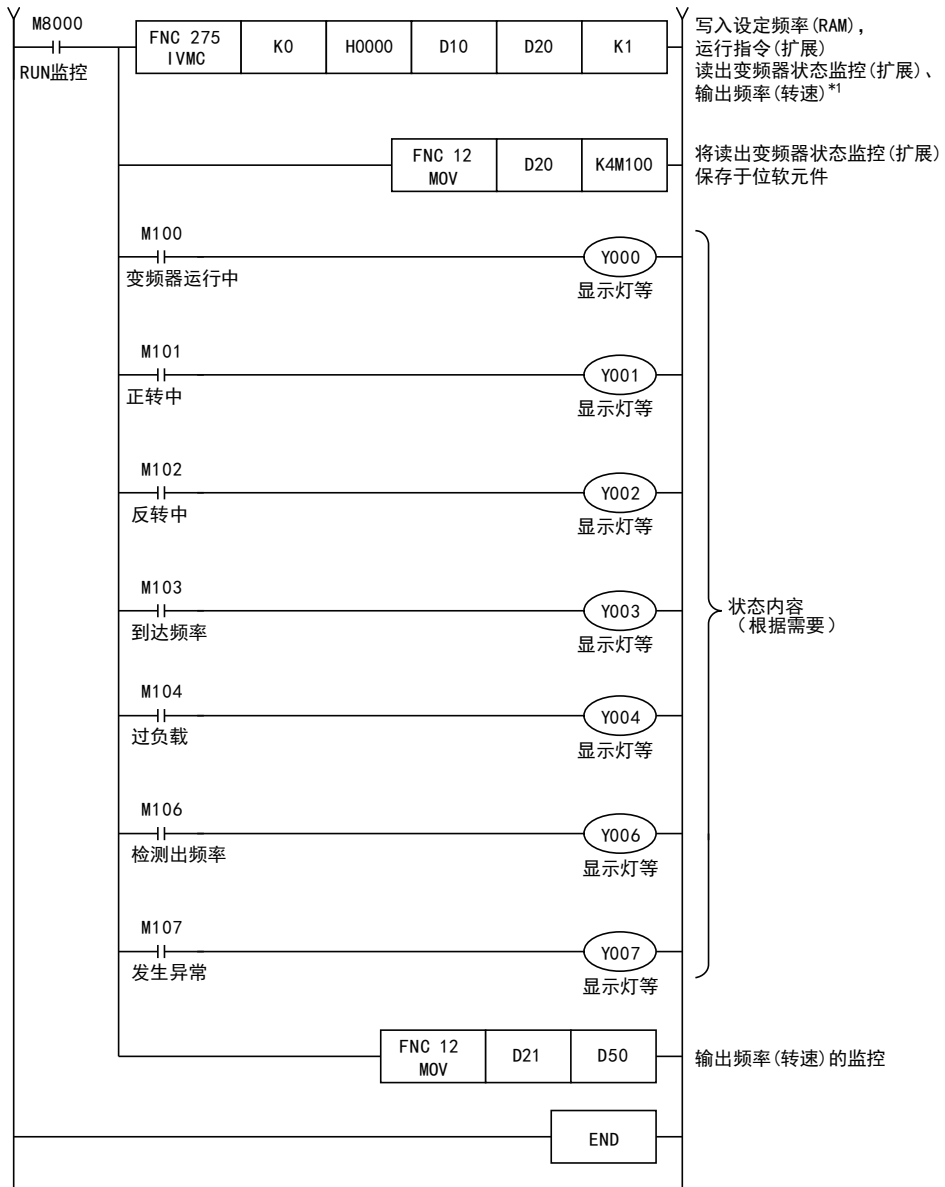 M8000
RUN监控
FNC 275
IVMC
K0
H0000
D10
D20
K1
写入设定频率(RAM),
运行指令(扩展)
读出变频器状态监控(扩展)、
输出频率(转速)*1
FNC 12
MOV
D20
K4M100
将读出变频器状态监控(扩展)
保存于位软元件
M100
变频器运行中
Y000
显示灯等
M101
正转中
Y001
显示灯等
M102
反转中
Y002
显示灯等
M103
到达频率
Y003
显示灯等
状态内容
(根据需要)
M104
过负载
Y004
显示灯等
M106
检测出频率
Y006
显示灯等
M107
发生异常
Y007
显示灯等
FNC 12
MOV
D21
D50
输出频率(转速)的监控
END